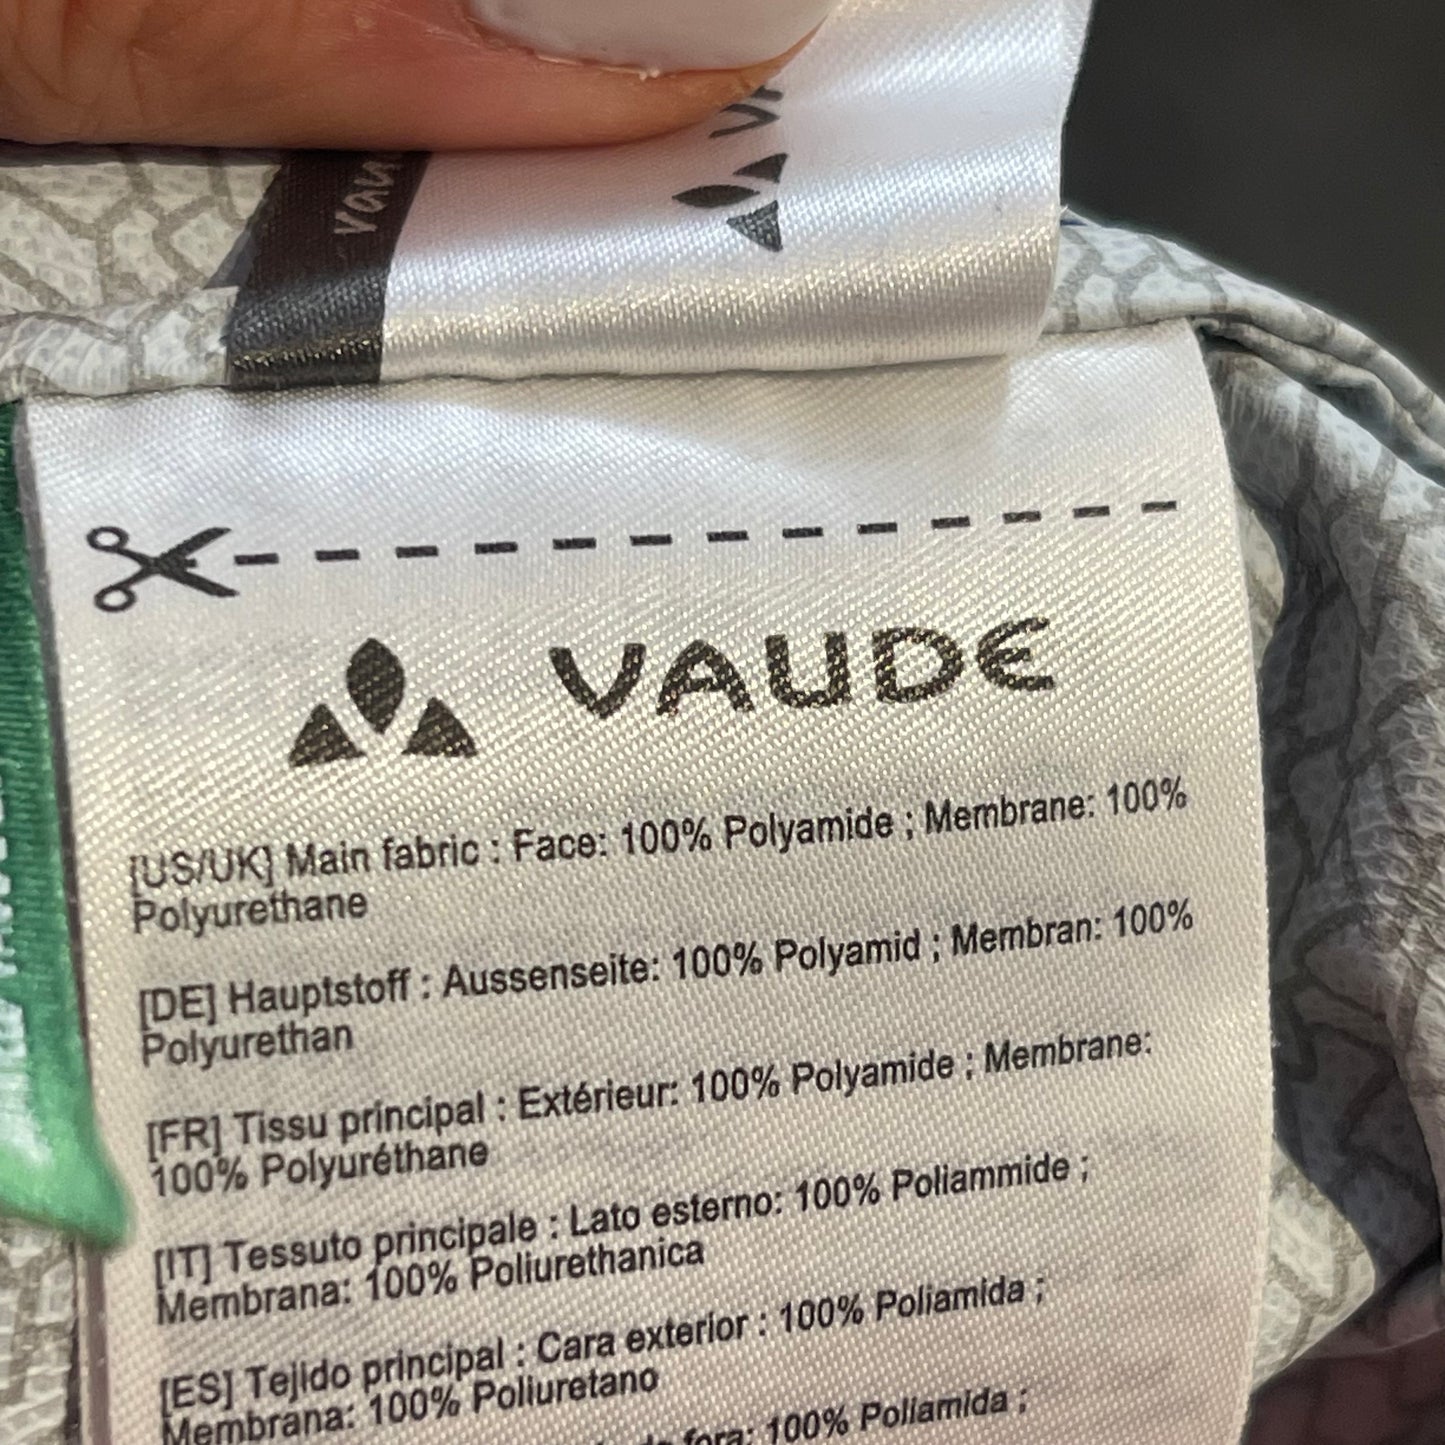 VAUDE
[US/UK] Main fabric : Face: 100% Polyamide ; Membrane: 100%
Polyurethane
[DE] Hauptstoff : Aussenseite: 100% Polyamid ; Membran: 100%
Polyurethan
[FR] Tissu principal : Extérieur: 100% Polyamide ; Membrane:
100% Polyuréthane
[IT] Tessuto principale : Lato esterno: 100% Poliammide ;
Membrana: 100% Poliurethanica
[ES] Tejido principal : Cara exterior : 100% Poliamida ;
Membrana: 100% Poliuretano
fora: 100% Poliamida ;